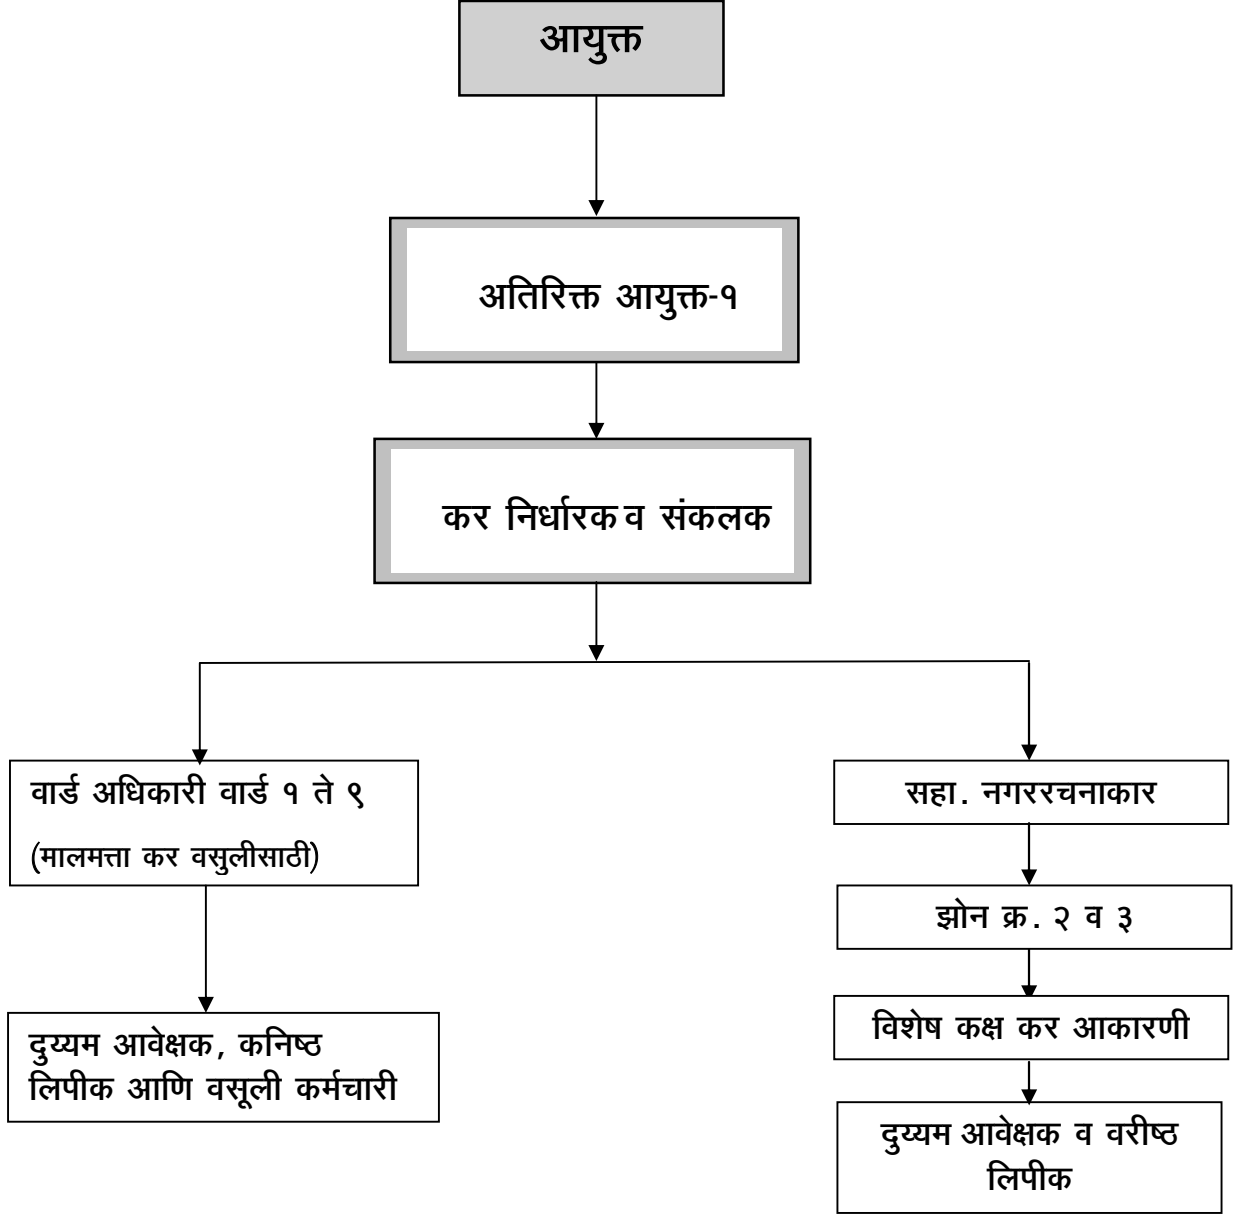 आयुक्त
अतिरिक्त आयुक्त-१
कर निर्धारक व संकलक
वार्ड अधिकारी वार्ड १ ते ९
(मालमत्ता कर वसुलीसाठी)
दुय्यम आवेक्षक, कनिष्ठ
लिपीक आणि वसूली कर्मचारी
सहा. नगररचनाकार
झोन क्र. २ व ३
विशेष कक्ष कर आकारणी
दुय्यम आवेक्षक व वरीष्ठ
लिपीक